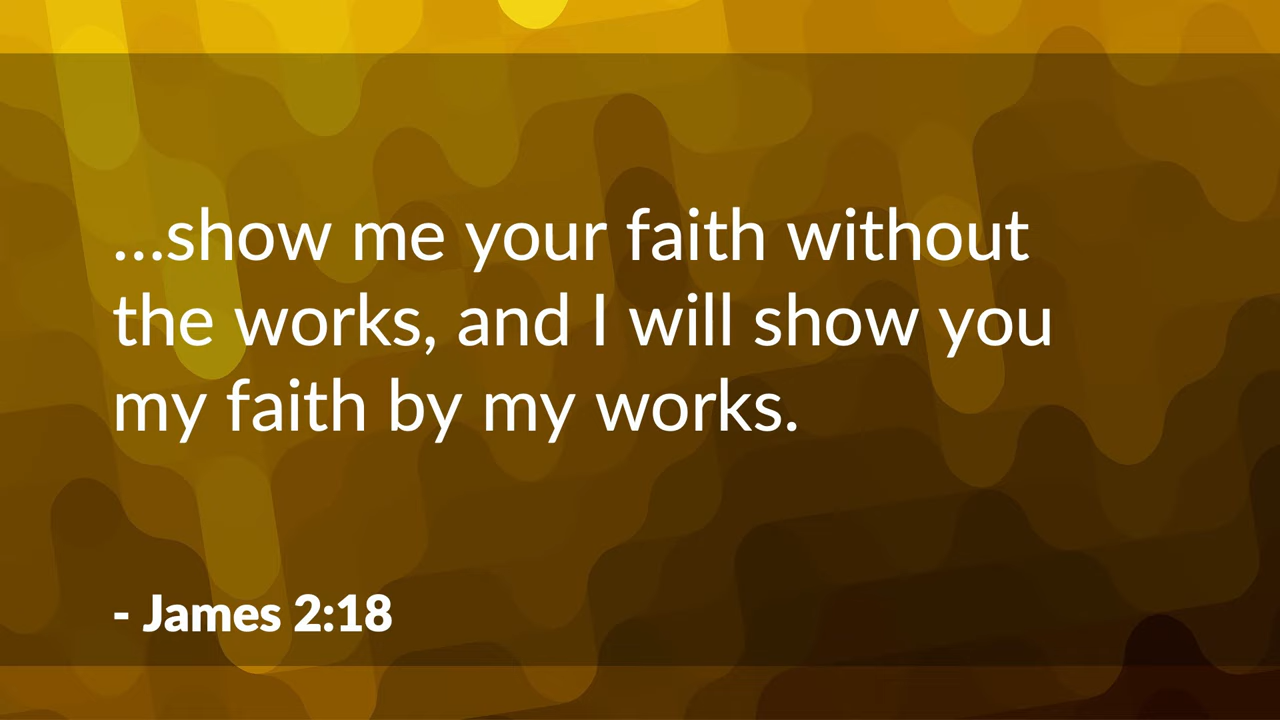 ...show me your faith without
the works, and I will show you
my faith by my works.
- James 2:18